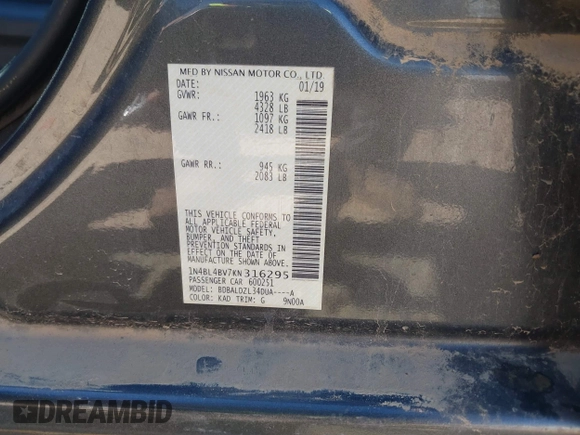 MFD BY NISSAN MOTOR CO., LTD.
DATE: 01/19
GVWR: 1963 KG
4328 LB
GAWR FR.: 1097 KG
2418 LB
GAWR RR.: 945 KG
2083 LB
THIS VEHICLE CONFORMS TO
ALL APPLICABLE FEDERAL
MOTOR VEHICLE SAFETY,
BUMPER, AND THEFT
PREVENTION STANDARDS IN
EFFECT ON THE DATE OF
MANUFACTURE SHOWN ABOVE.
1N4BL4BV7KN316295
PASSENGER CAR 600251
MODEL: BDBALDZL34DUA----A
COLOR: KAD TRIM: G 9N00A
DREAMBID